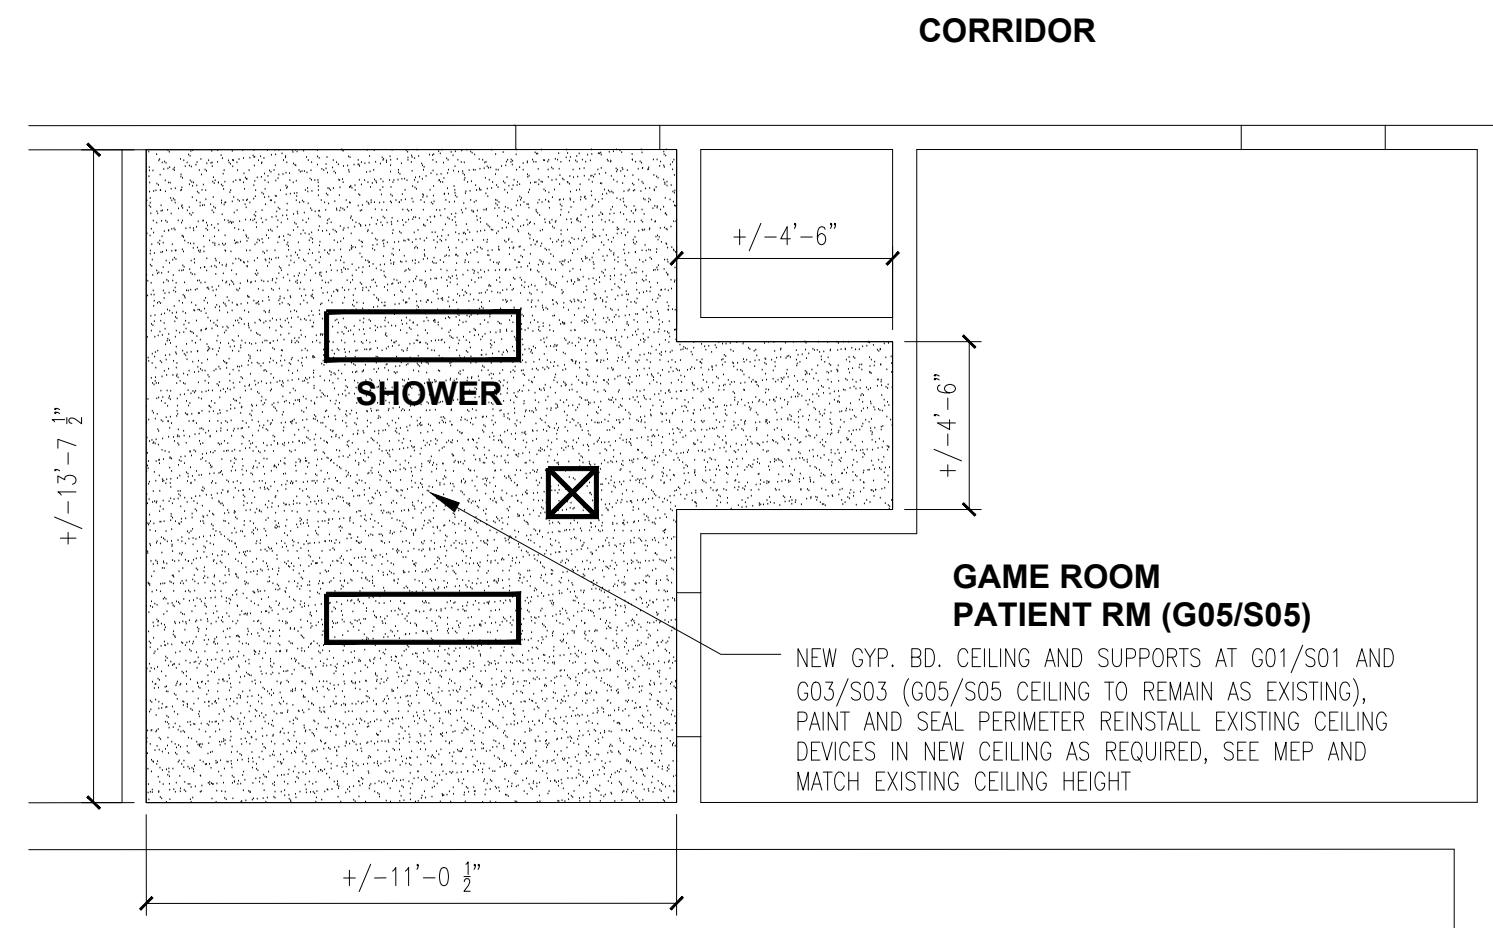 CORRIDOR
+/-4'-6"
SHOWER
+/-4'-6"
+/-13'-7 1/2"
GAME ROOM
PATIENT RM (G05/S05)
NEW GYP. BD. CEILING AND SUPPORTS AT G01/S01 AND
G03/S03 (G05/S05 CEILING TO REMAIN AS EXISTING),
PAINT AND SEAL PERIMETER REINSTALL EXISTING CEILING
DEVICES IN NEW CEILING AS REQUIRED, SEE MEP AND
MATCH EXISTING CEILING HEIGHT
+/-11'-0 1/2"